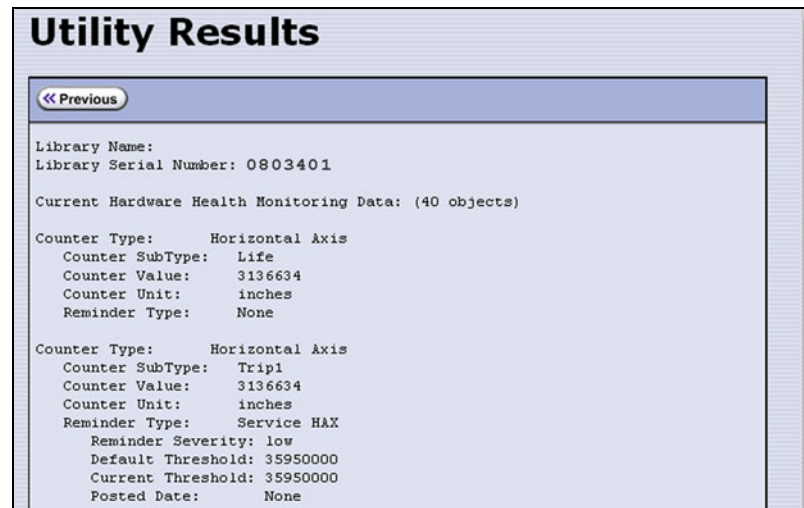 Utility Results
Previous
Library Name:
Library Serial Number: 0803401
Current Hardware Health Monitoring Data: (40 objects)
Counter Type: Horizontal Axis
Counter SubType: Life
Counter Value: 3136634
Counter Unit: inches
Reminder Type: None
Counter Type: Horizontal Axis
Counter SubType: Trip1
Counter Value: 3136634
Counter Unit: inches
Reminder Type: Service HAX
Reminder Severity: low
Default Threshold: 35950000
Current Threshold: 35950000
Posted Date: None